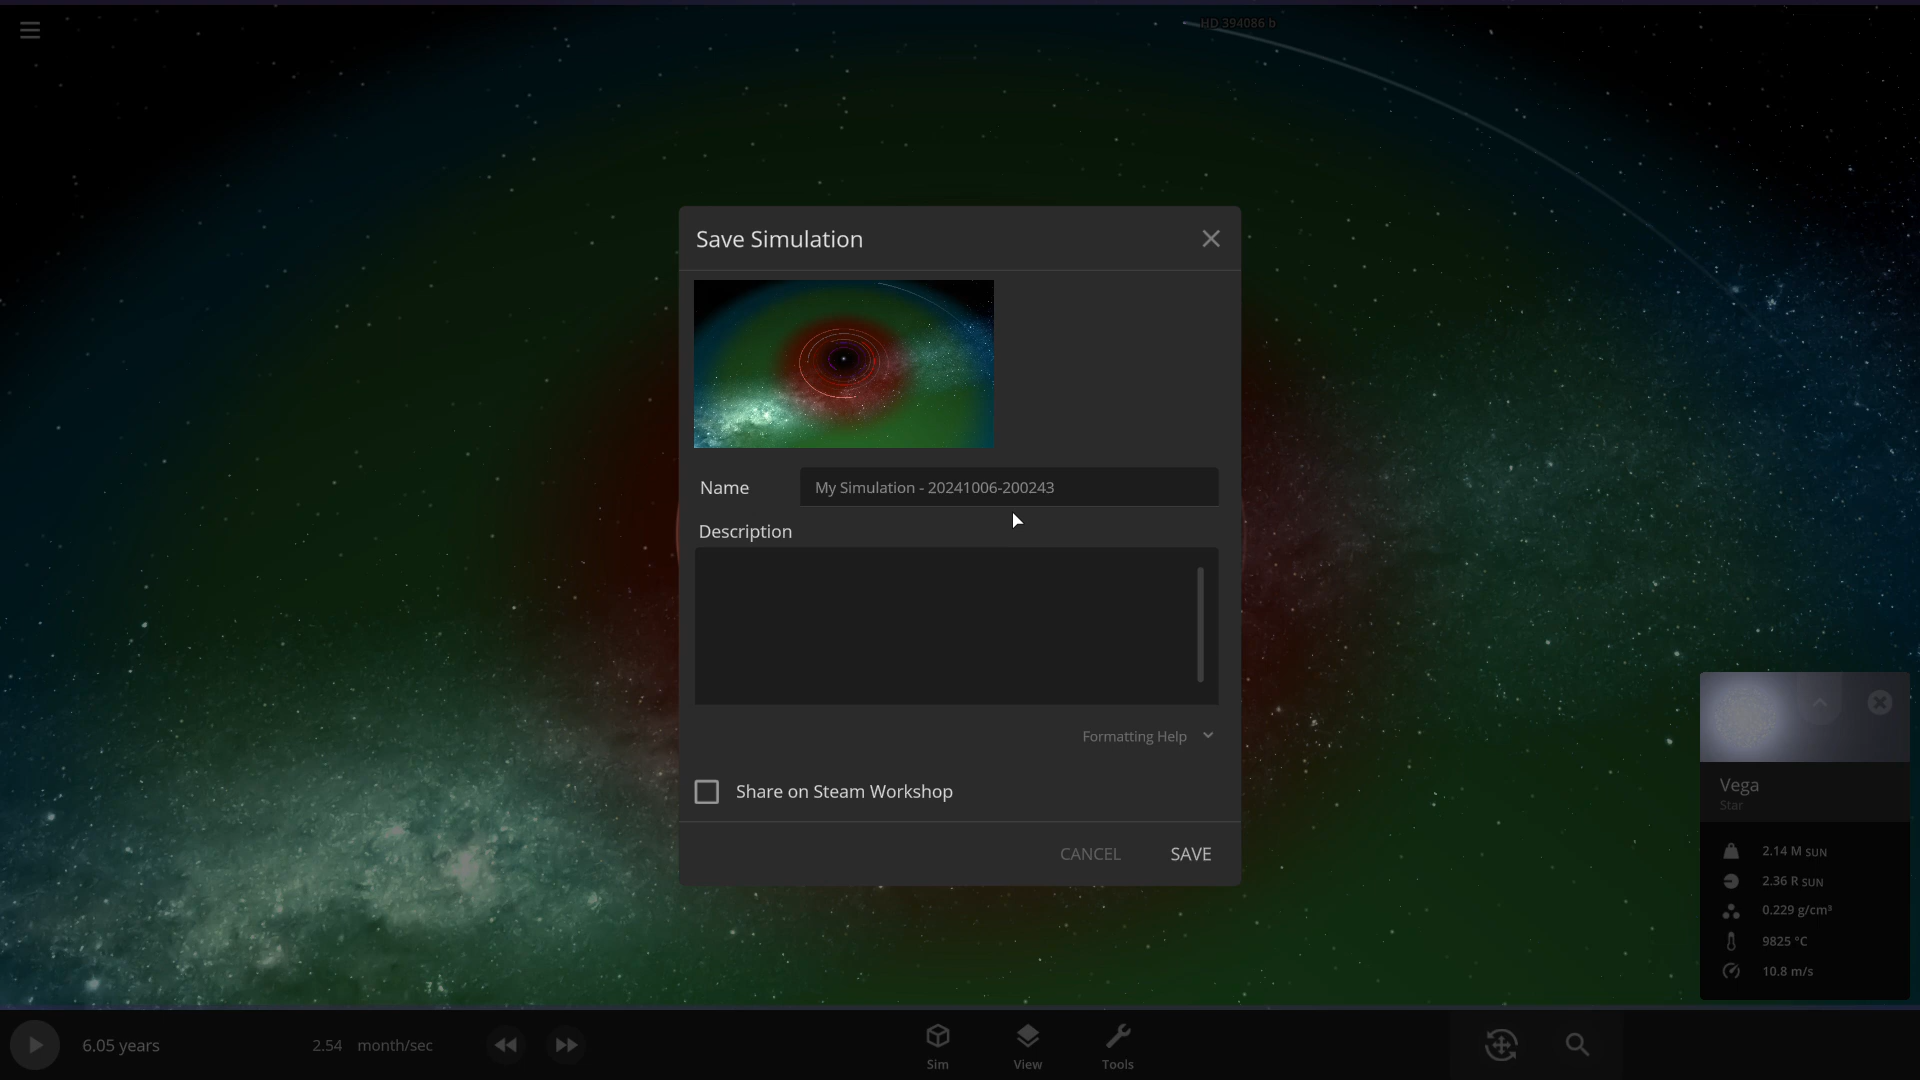 HD 394086 b
Save Simulation
Name
My Simulation - 20241006-200243
Description
Formatting Help
Share on Steam Workshop
CANCEL
SAVE
Vega
Star
2.14 M SUN
2.36 R SUN
0.229 g/cm³
9825 °C
10.8 m/s
6.05 years
2.54 month/sec
Sim
View
Tools